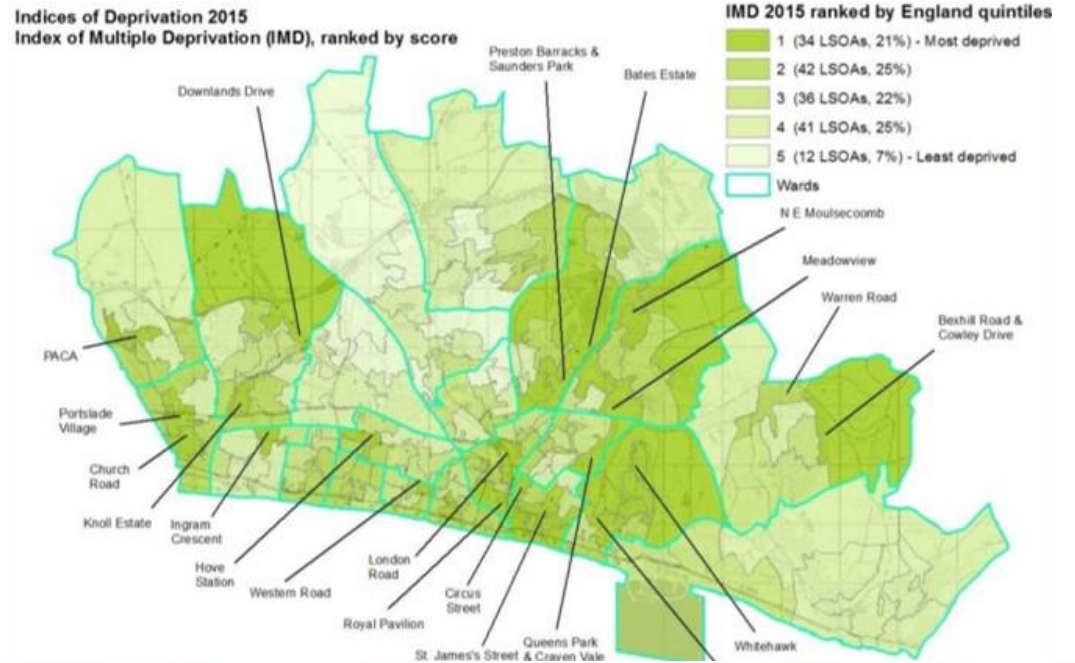 Indices of Deprivation 2015
Index of Multiple Deprivation (IMD), ranked by score
IMD 2015 ranked by England quintiles
1 (34 LSOAs, 21%) - Most deprived
2 (42 LSOAs, 25%)
3 (36 LSOAs, 22%)
4 (41 LSOAs, 25%)
5 (12 LSOAs, 7%) - Least deprived
Wards
Preston Barracks &
Saunders Park
Bates Estate
Downlands Drive
N E Moulsecoomb
Meadowview
Warren Road
Bexhill Road &
Cowley Drive
PACA
Portslade
Village
Church
Road
Knoll Estate
Ingram
Crescent
Hove
Station
Western Road
London
Road
Royal Pavilion
Circus
Street
St. James's Street
Queens Park
& Craven Vale
Whitehawk